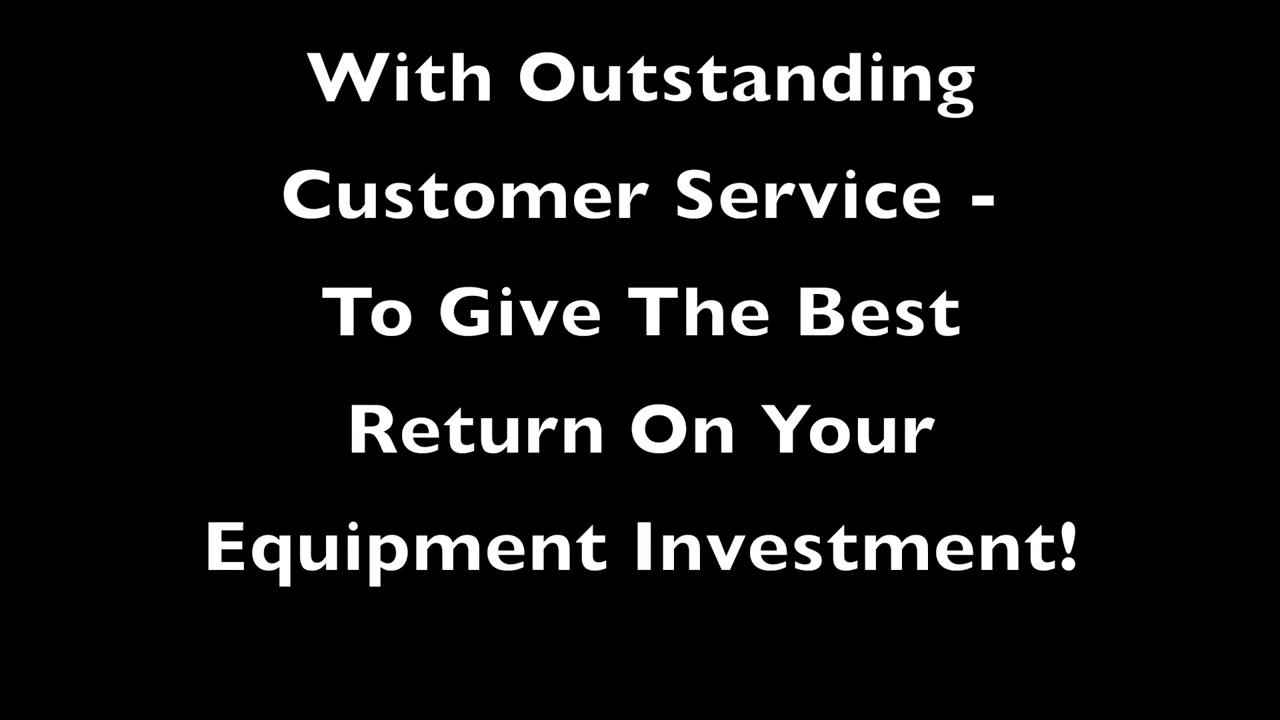 With Outstanding
Customer Service -
To Give The Best
Return On Your
Equipment Investment!